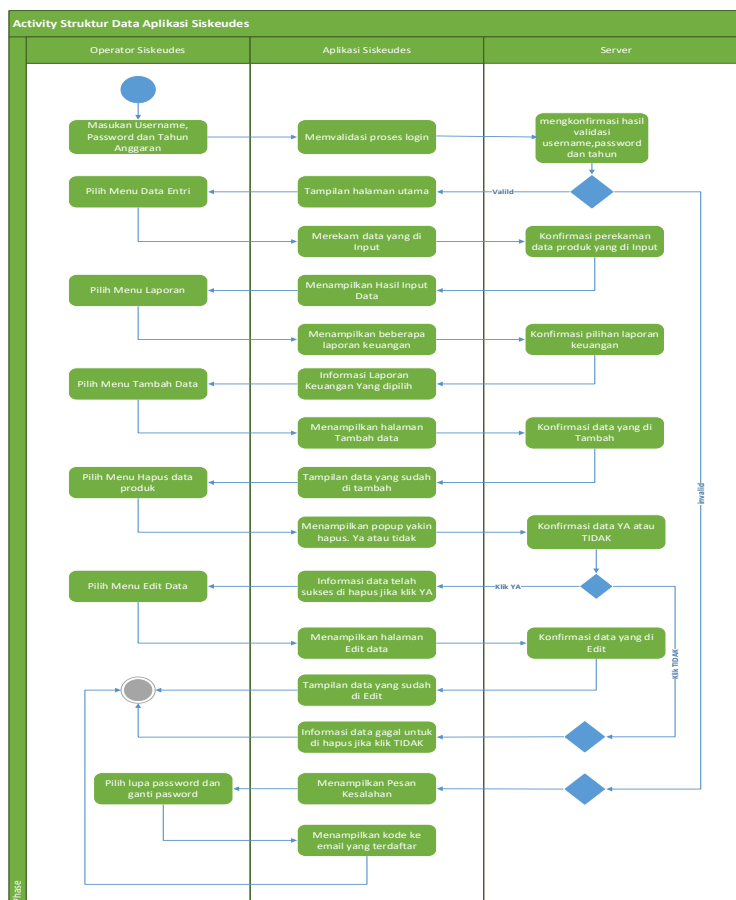 Activity Struktur Data Aplikasi Siskeudes
Operator Siskeudes
Aplikasi Siskeudes
Server
Masukan Username,
Password dan Tahun
Anggaran
Memvalidasi proses login
mengkonfirmasi hasil
validasi
username,password
dan tahun
Pilih Menu Data Entri
Tampilan halaman utama
Valild
Merekam data yang di
Input
Konfirmasi perekaman
data produk yang di Input
Pilih Menu Laporan
Menampilkan Hasil Input
Data
Menampilkan beberapa
laporan keuangan
Konfirmasi pilihan laporan
keuangan
Pilih Menu Tambah Data
Informasi Laporan
Keuangan Yang dipilih
Menampilkan halaman
Tambah data
Konfirmasi data yang di
Tambah
Pilih Menu Hapus data
produk
Tampilan data yang sudah
di tambah
Invalid
Menampilkan popup yakin
hapus. Ya atau tidak
Konfirmasi data YA atau
TIDAK
Pilih Menu Edit Data
Informasi data telah
sukses di hapus jika klik YA
Klik YA
Menampilkan halaman
Edit data
Konfirmasi data yang di
Edit
Klik TIDAK
Tampilan data yang sudah
di Edit
Informasi data gagal untuk
di hapus jika klik TIDAK
Pilih lupa password dan
ganti pasword
Menampilkan Pesan
Kesalahan
Menampilkan kode ke
email yang terdaftar
Phase